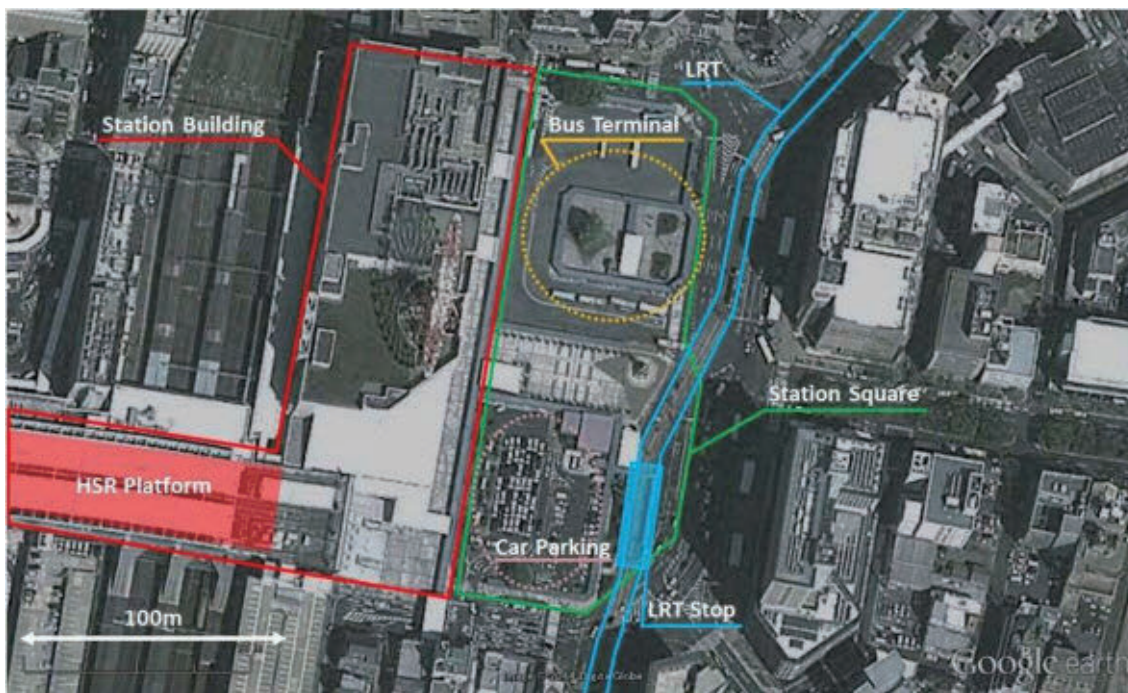 LRT
Station Building
Bus Terminal
Station Square
HSR Platform
Car Parking
100m
LRT Stop
Google earth